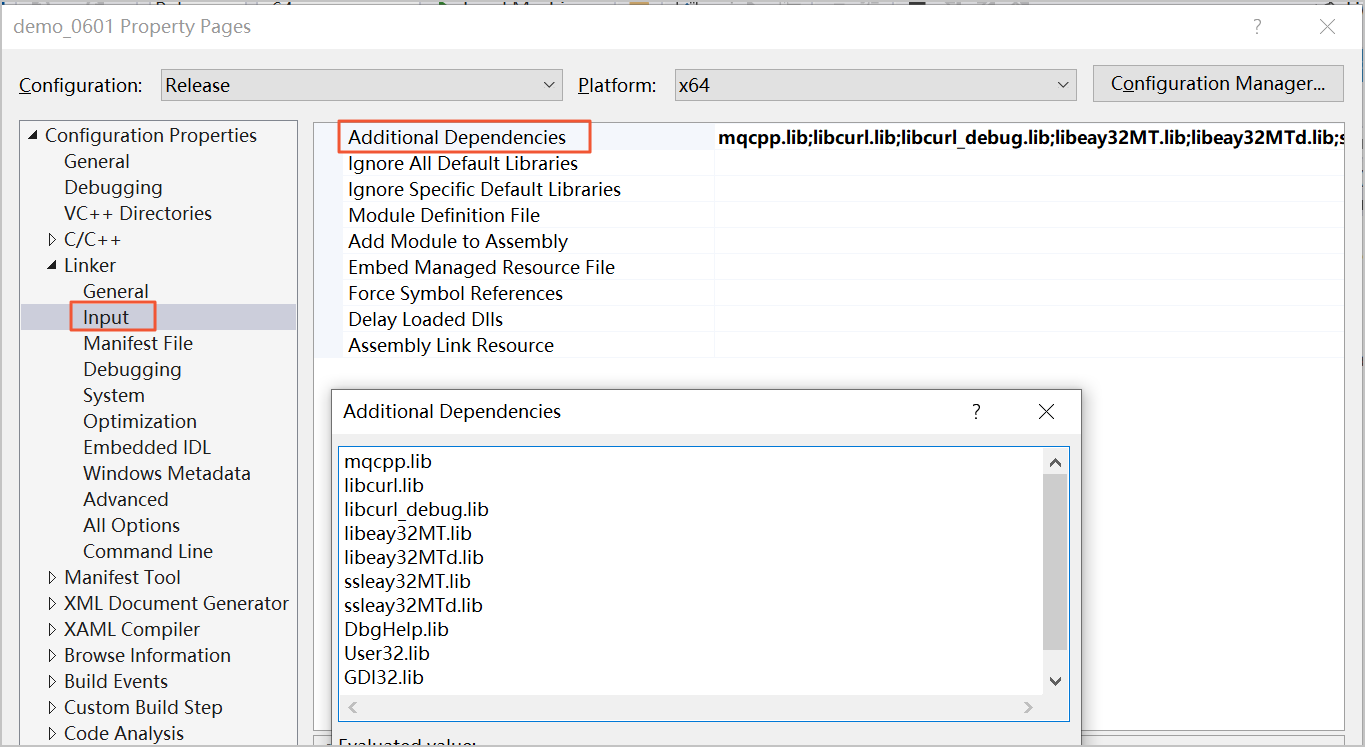 demo_0601 Property Pages
?
Configuration:
Release
Platform:
x64
Configuration Manager...
Configuration Properties
General
Debugging
VC++ Directories
C/C++
Linker
General
Input
Manifest File
Debugging
System
Optimization
Embedded IDL
Windows Metadata
Advanced
All Options
Command Line
Manifest Tool
XML Document Generator
XAML Compiler
Browse Information
Build Events
Custom Build Step
Code Analysis
Additional Dependencies
mqcpp.lib;libcurl.lib;libcurl_debug.lib;libeay32MT.lib;libeay32MTd.lib;s
Ignore All Default Libraries
Ignore Specific Default Libraries
Module Definition File
Add Module to Assembly
Embed Managed Resource File
Force Symbol References
Delay Loaded Dlls
Assembly Link Resource
Additional Dependencies
?
mqcpp.lib
libcurl.lib
libcurl_debug.lib
libeay32MT.lib
libeay32MTd.lib
ssleay32MT.lib
ssleay32MTd.lib
DbgHelp.lib
User32.lib
GDI32.lib
Evaluated value: